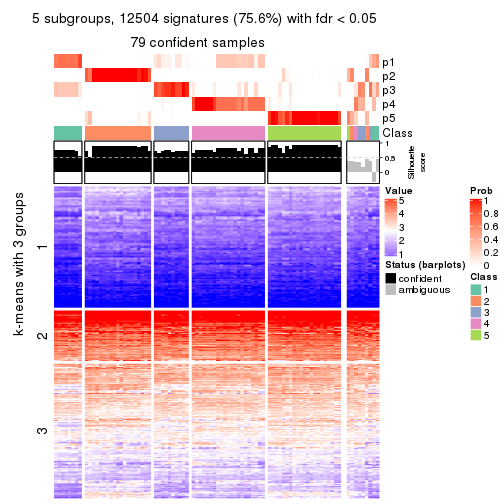 5 subgroups, 12504 signatures (75.6%) with fdr < 0.05
79 confident samples
p1
p2
p3
p4
p5
Class
1
0.5
0
Silhouette
score
k-means with 3 groups
1
2
3
Value
5
4
3
2
1
Status (barplots)
confident
ambiguous
Prob
1
0.8
0.6
0.4
0.2
0
Class
1
2
3
4
5